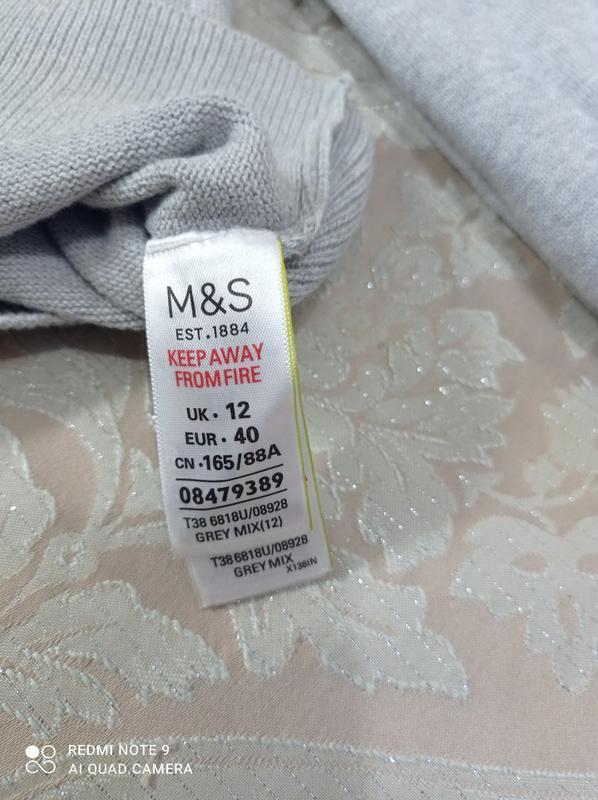 M&S
EST.1884
KEEP AWAY
FROM FIRE
UK · 12
EUR · 40
CN ·165/88A
08479389
T38 6818U/08928
GREY MIX(12)
T38 6818U/08928
GREY MIX
X138IN
REDMI NOTE 9
AI QUAD CAMERA